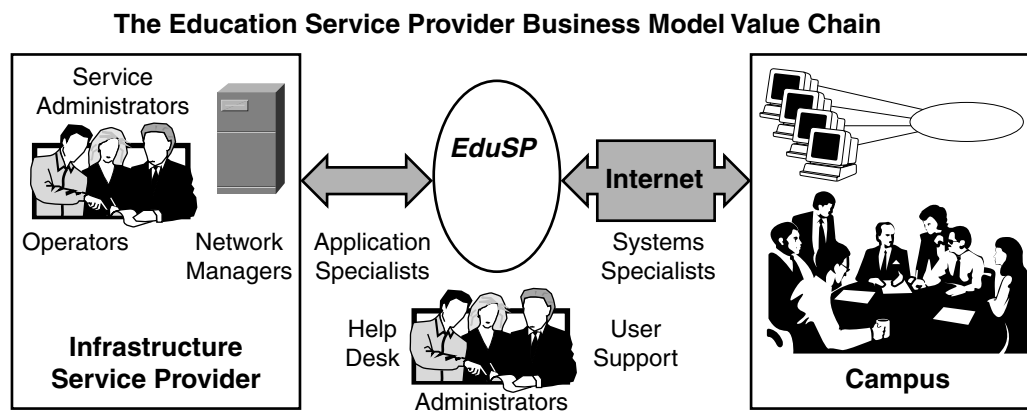 The Education Service Provider Business Model Value Chain
Service
Administrators
Operators
Network
Managers
Infrastructure
Service Provider
Application
Specialists
EduSP
Internet
Systems
Specialists
Help
Desk
User
Support
Administrators
Campus